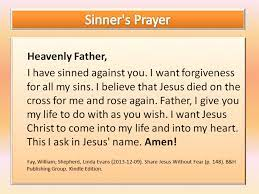 Sinner's Prayer
Heavenly Father,
I have sinned against you. I want forgiveness
for all my sins. I believe that Jesus died on the
cross for me and rose again. Father, I give you
my life to do with as you wish. I want Jesus
Christ to come into my life and into my heart.
This I ask in Jesus' name. Amen!
Fay, William; Shepherd, Linda Evans (2013-12-09). Share Jesus Without Fear (p. 148). B&H
Publishing Group. Kindle Edition.